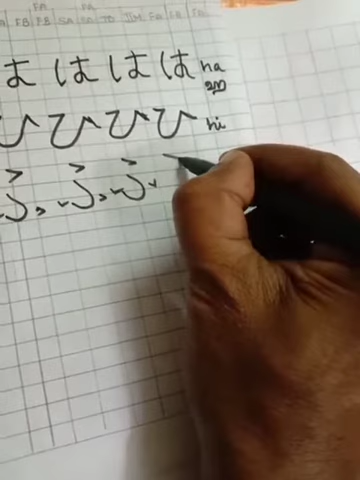 は は は は ha
ひ ひ ひ ひ hi
ふ ふ ふ